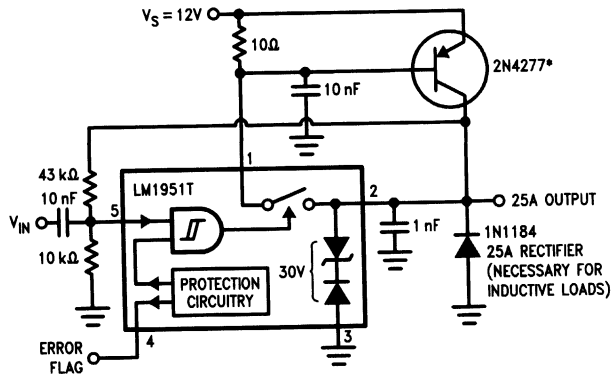 V_S = 12V
10Ω
2N4277*
10 nF
43 kΩ
10 nF
V_IN
10 kΩ
1
LM1951T
5
2
25A OUTPUT
1 nF
1N1184
25A RECTIFIER
(NECESSARY FOR
INDUCTIVE LOADS)
30V
PROTECTION
CIRCUITRY
4
3
ERROR
FLAG